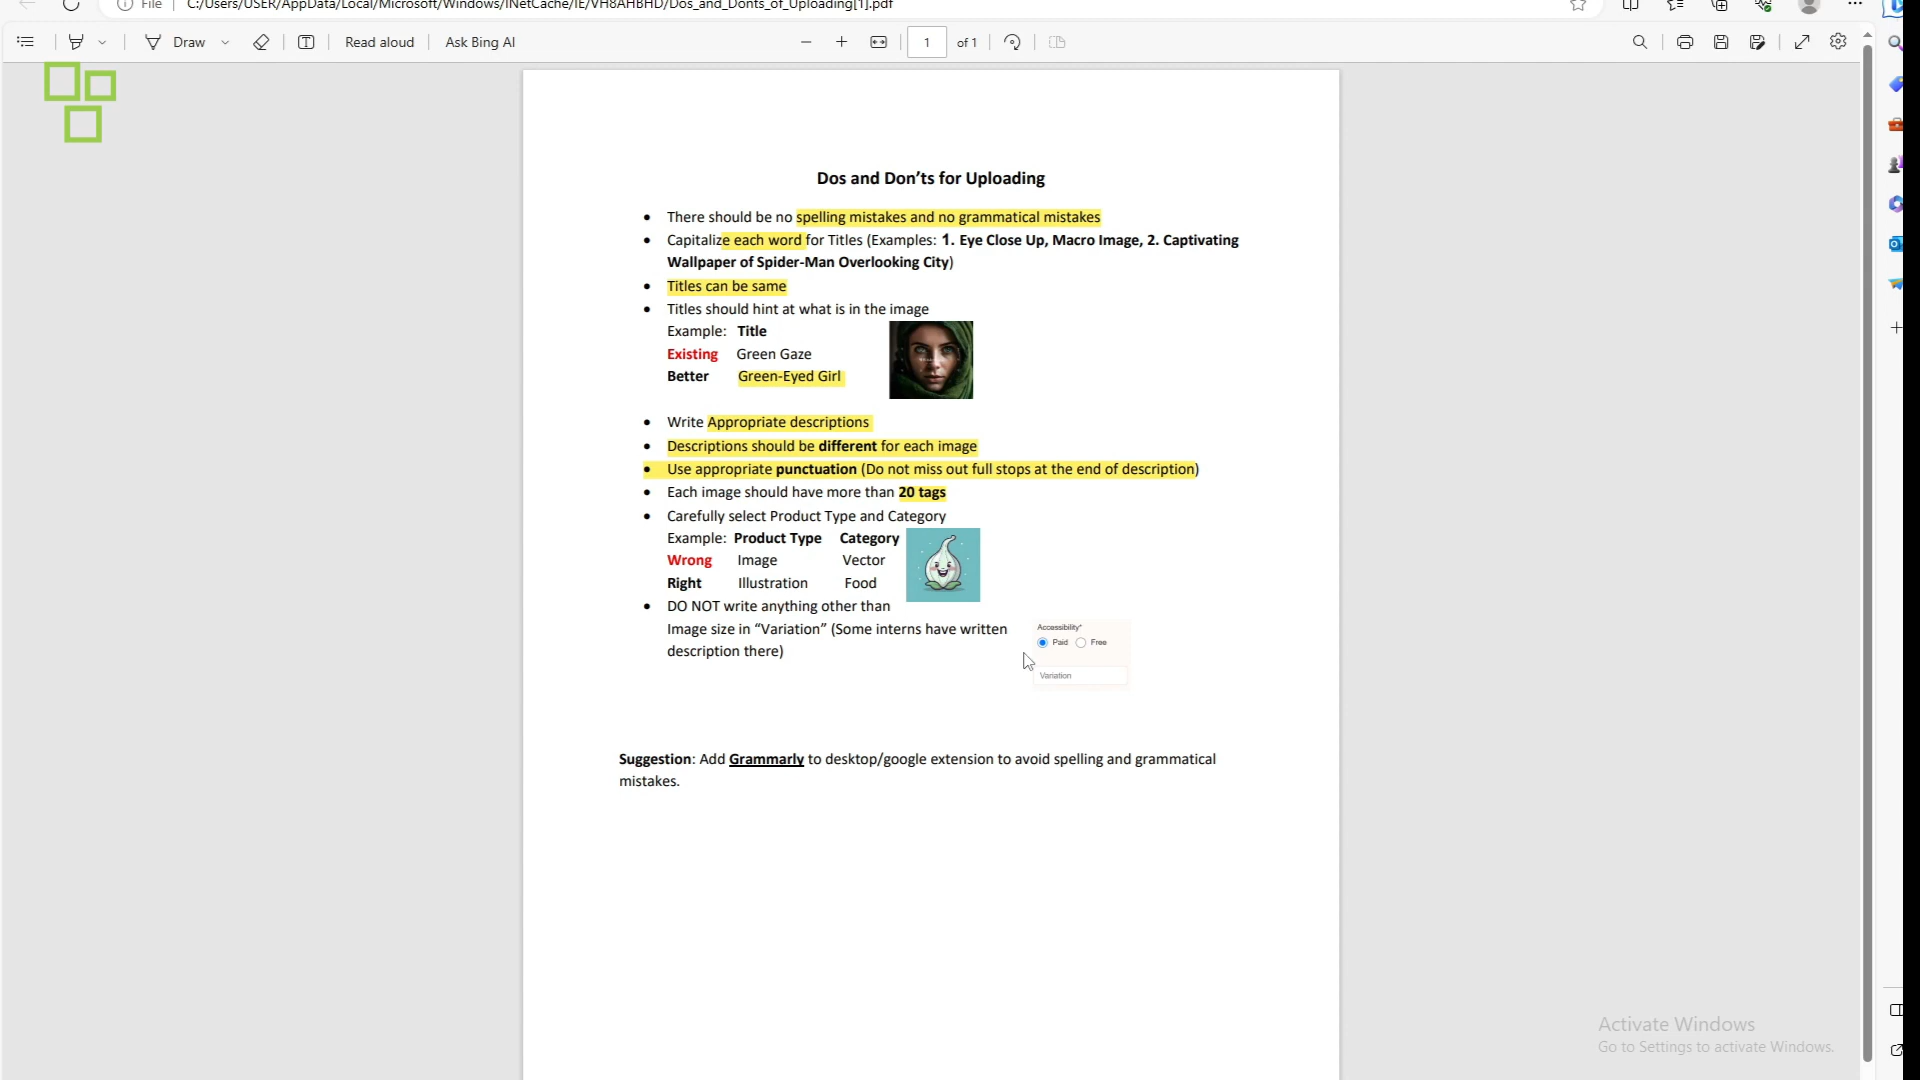 File
C:/Users/USER/AppData/Local/Microsoft/Windows/INetCache/IE/VH8AHBHD/Dos_and_Donts_of_Uploading[1].pdf
Draw
Read aloud
Ask Bing AI
1 of 1
Dos and Don'ts for Uploading
• There should be no spelling mistakes and no grammatical mistakes
• Capitalize each word for Titles (Examples: 1. Eye Close Up, Macro Image, 2. Captivating
Wallpaper of Spider-Man Overlooking City)
• Titles can be same
• Titles should hint at what is in the image
Example: Title
Existing Green Gaze
Better Green-Eyed Girl
• Write Appropriate descriptions
• Descriptions should be different for each image
• Use appropriate punctuation (Do not miss out full stops at the end of description)
• Each image should have more than 20 tags
• Carefully select Product Type and Category
Example: Product Type Category
Wrong Image Vector
Right Illustration Food
• DO NOT write anything other than
Image size in “Variation” (Some interns have written
description there)
Accessibility*
Paid Free
Variation
Suggestion: Add Grammarly to desktop/google extension to avoid spelling and grammatical
mistakes.
Activate Windows
Go to Settings to activate Windows.